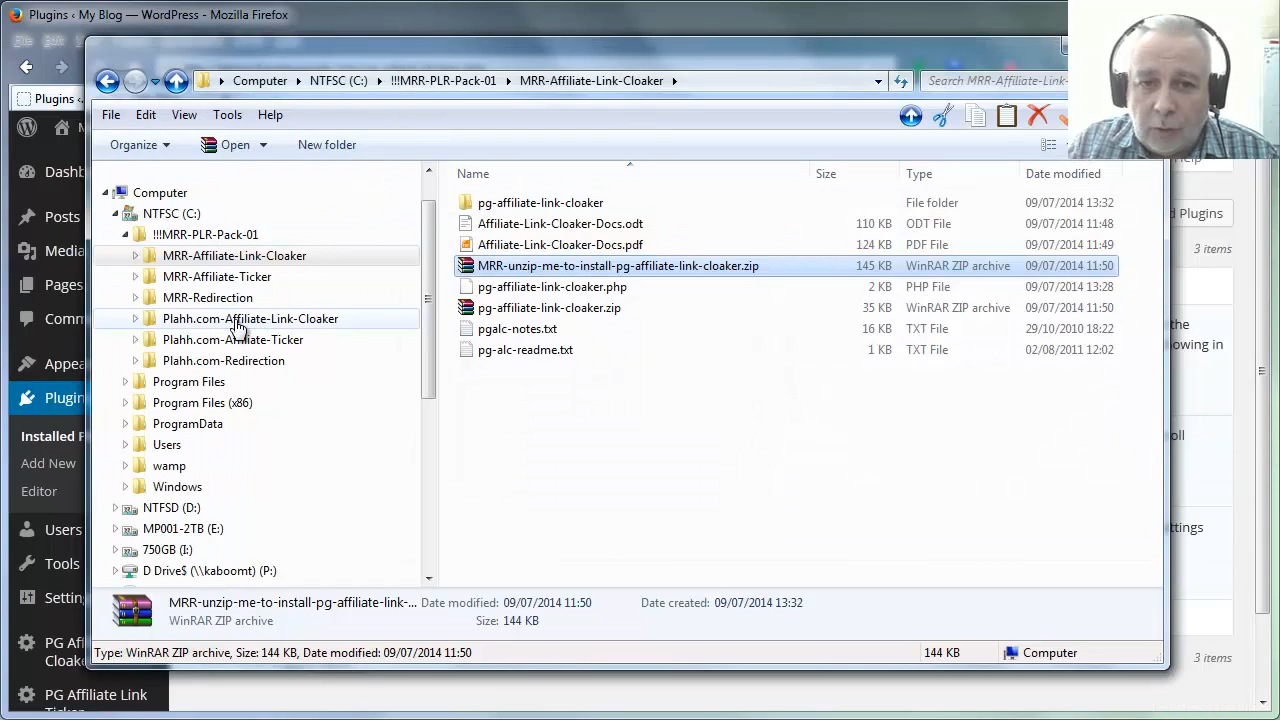 Plugins ‹ My Blog — WordPress - Mozilla Firefox
Computer NTFSC (C:) !!!MRR-PLR-Pack-01 MRR-Affiliate-Link-Cloaker
Search MRR-Affiliate-Link-
Plugins ‹
File Edit View Tools Help
Organize Open New folder
Name Size Type Date modified
Help
d Plugins
3 items
Computer
NTFSC (C:)
!!!MRR-PLR-Pack-01
MRR-Affiliate-Link-Cloaker
MRR-Affiliate-Ticker
MRR-Redirection
Plahh.com-Affiliate-Link-Cloaker
Plahh.com-Affiliate-Ticker
Plahh.com-Redirection
Program Files
Program Files (x86)
ProgramData
Users
wamp
Windows
NTFSD (D:)
MP001-2TB (E:)
750GB (I:)
D Drive$ (\\kaboomt) (P:)
pg-affiliate-link-cloaker File folder 09/07/2014 13:32
Affiliate-Link-Cloaker-Docs.odt 110 KB ODT File 09/07/2014 11:49
Affiliate-Link-Cloaker-Docs.pdf 124 KB PDF File 09/07/2014 11:49
MRR-unzip-me-to-install-pg-affiliate-link-cloaker.zip 145 KB WinRAR ZIP archive 09/07/2014 11:50
pg-affiliate-link-cloaker.php 2 KB PHP File 09/07/2014 13:28
pg-affiliate-link-cloaker.zip 35 KB WinRAR ZIP archive 09/07/2014 11:50
pgalc-notes.txt 16 KB TXT File 29/10/2010 18:22
pg-alc-readme.txt 1 KB TXT File 02/08/2011 12:02
MRR-unzip-me-to-install-pg-affiliate-link-... Date modified: 09/07/2014 11:50 Date created: 09/07/2014 13:32
WinRAR ZIP archive Size: 144 KB
Type: WinRAR ZIP archive, Size: 144 KB, Date modified: 09/07/2014 11:50 144 KB Computer
M
Dashb
Posts
Media
Pages
Comm
Appea
Plugin
Installed P
Add New
Editor
Users
Tools
Settin
PG Aff
Cloake
PG Affiliate Link
Ticker
the
owing in
oll
ettings
3 items